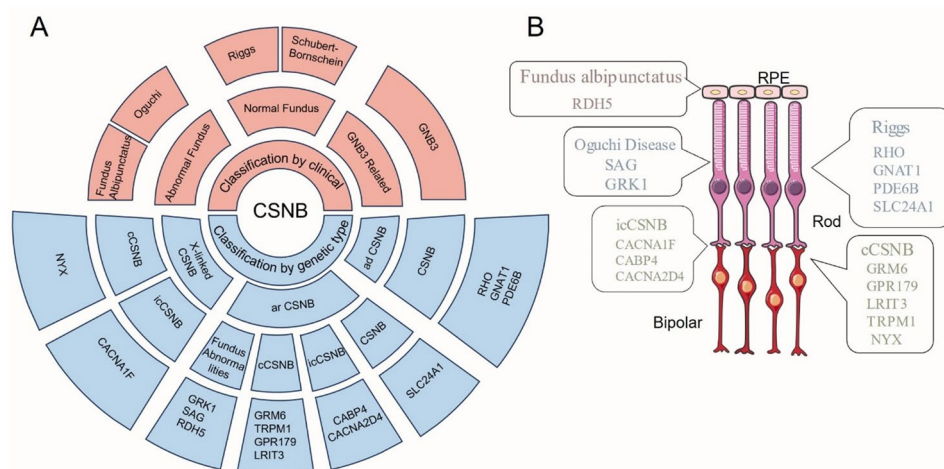 A
Riggs
Schubert-
Bornschein
Oguchi
Fundus
Albipunctatus
Normal Fundus
Abnormal Fundus
GNB3 Related
GNB3
Classification by clinical
CSNB
Classification by genetic type
NYX
cCSNB
X-linked
CSNB
ad CSNB
CSNB
RHO
GNAT1
PDE6B
CACNA1F
icCSNB
ar CSNB
Fundus
Abnorma
lities
cCSNB
icCSNB
CSNB
SLC24A1
GRK1
SAG
RDH5
GRM6
TRPM1
GPR179
LRIT3
CABP4
CACNA2D4
B
Fundus albipunctatus
RDH5
RPE
Oguchi Disease
SAG
GRK1
Riggs
RHO
GNAT1
PDE6B
SLC24A1
Rod
icCSNB
CACNA1F
CABP4
CACNA2D4
cCSNB
GRM6
GPR179
LRIT3
TRPM1
NYX
Bipolar